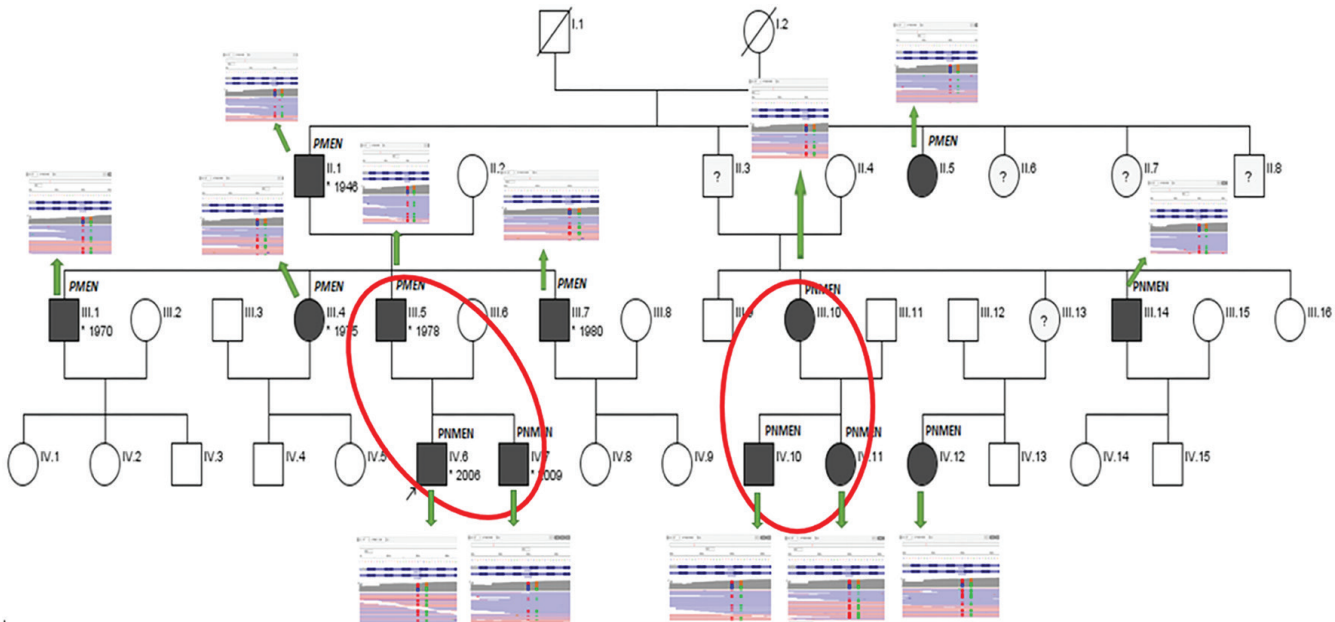 I.1
I.2
PMEN
PMEN
II.1
* 1946
II.2
II.3
II.4
II.5
II.6
II.7
II.8
?
?
?
?
PMEN
PMEN
PMEN
PMEN
PNMEN
PNMEN
III.1
* 1970
III.2
III.3
III.4
* 1975
III.5
* 1978
III.6
III.7
* 1980
III.8
III.9
III.10
III.11
III.12
III.13
?
III.14
III.15
III.16
PNMEN
PNMEN
PNMEN
PNMEN
PNMEN
IV.1
IV.2
IV.3
IV.4
IV.5
IV.6
* 2006
IV.7
* 2009
IV.8
IV.9
IV.10
IV.11
IV.12
IV.13
IV.14
IV.15